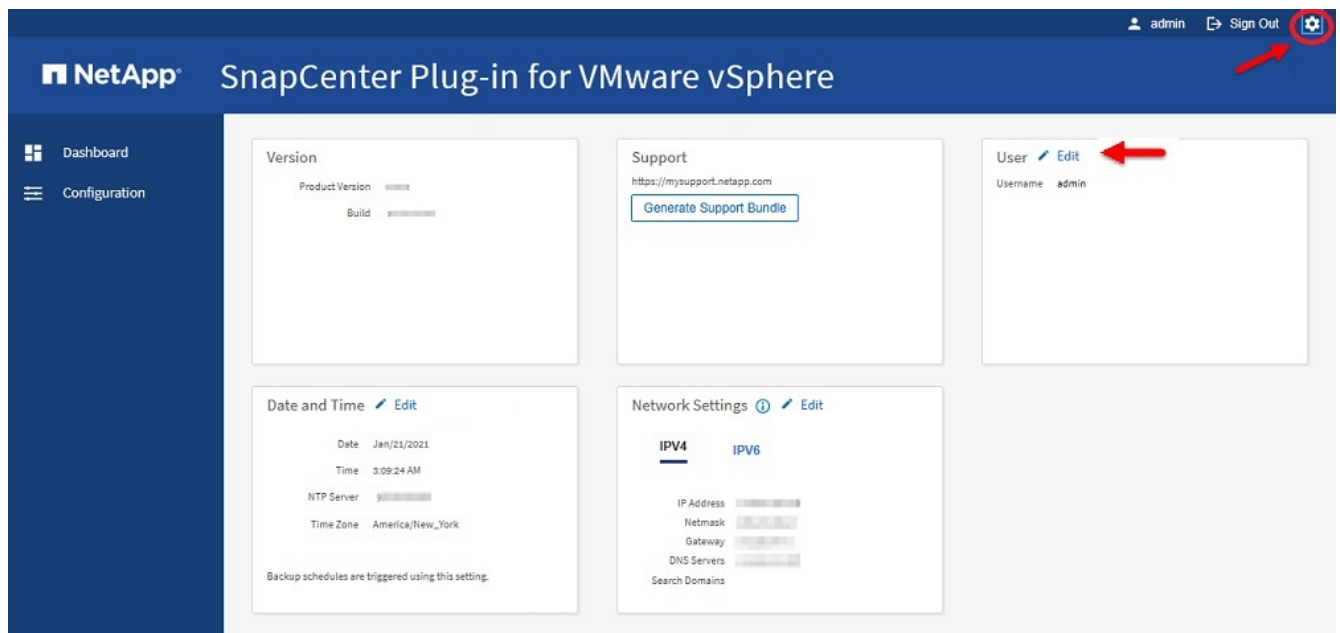 admin Sign Out
NetApp SnapCenter Plug-in for VMware vSphere
Dashboard
Configuration
Version
Product Version
Build
Support
https://mysupport.netapp.com
Generate Support Bundle
User Edit
Username admin
Date and Time Edit
Date Jan/21/2021
Time 3:09:24 AM
NTP Server
Time Zone America/New_York
Backup schedules are triggered using this setting.
Network Settings Edit
IPV4 IPV6
IP Address
Netmask
Gateway
DNS Servers
Search Domains